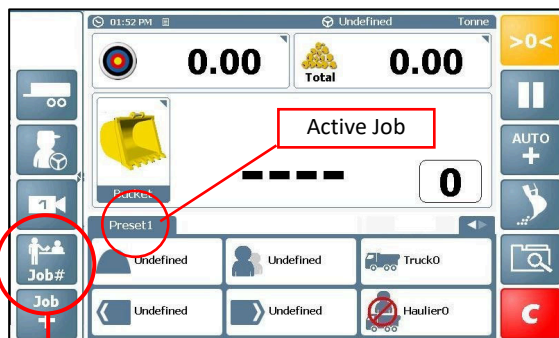 01:52 PM Undefined Tonne
>0<
0.00
Total
0.00
Active Job
AUTO
+
Bucket
----
0
1
Preset1
Job#
Undefined
Undefined
Truck0
Job
+
Undefined
Undefined
Haulier0
C